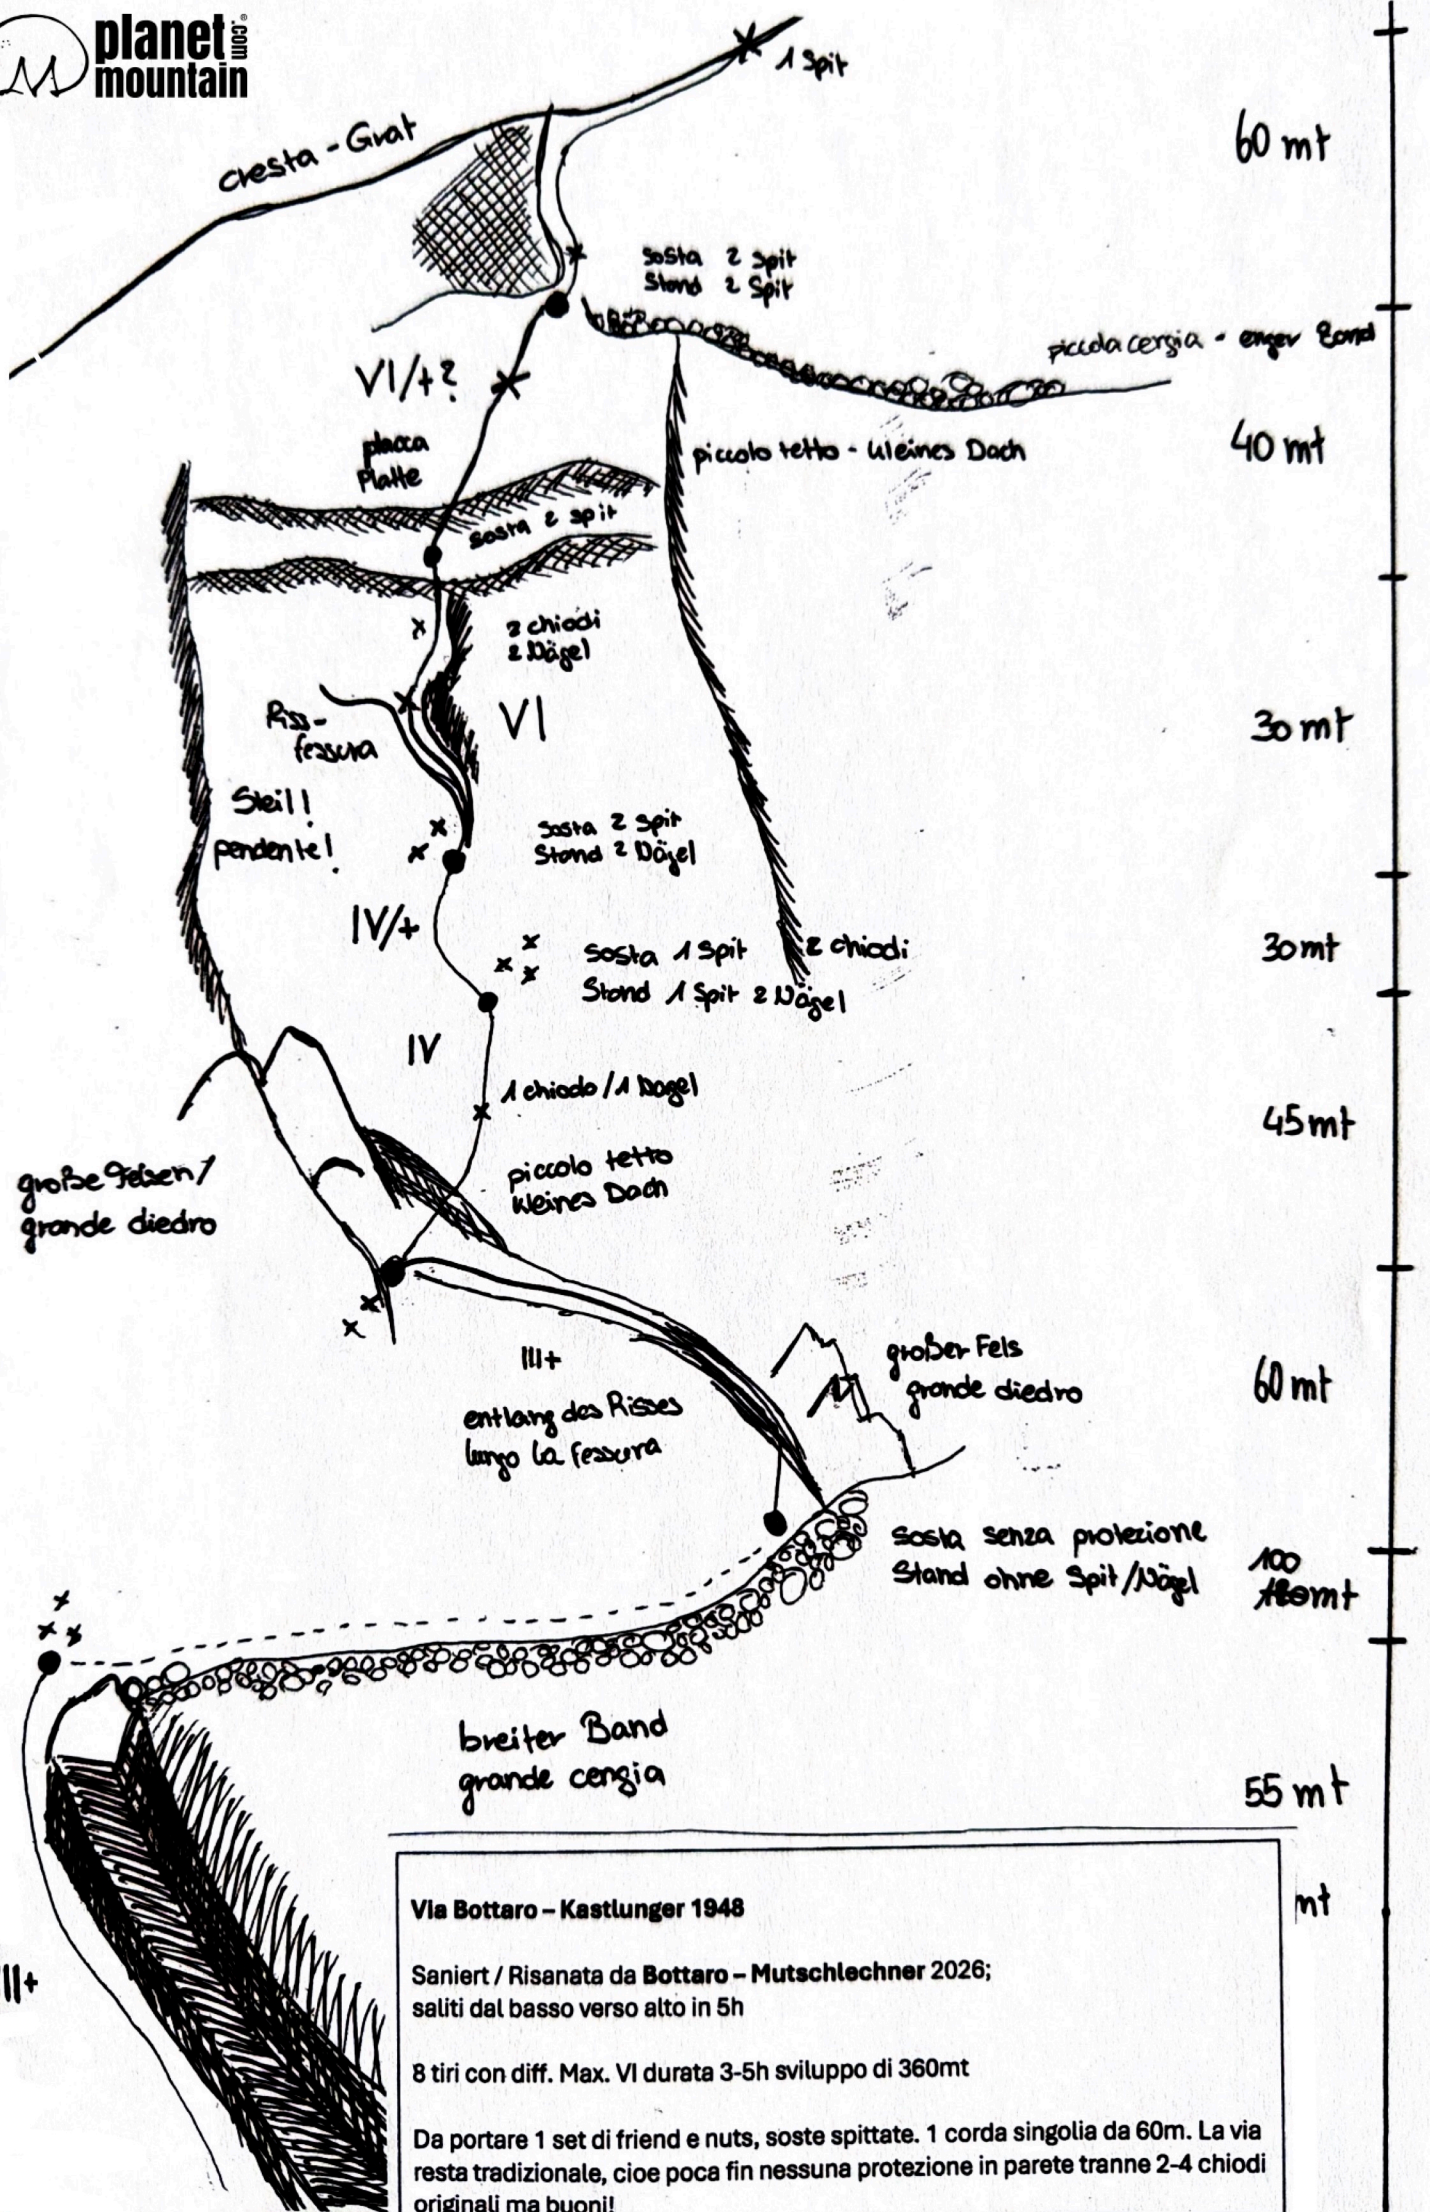 planet
mountain
.com
1 Spit
60 mt
cresta - Grat
sosta 2 spit
Stand 2 Spit
piccola cergia - enger Band
VI/+?
placca
Platte
piccolo tetto - kleines Dach
40 mt
sosta 2 spit
2 chiodi
2 Nägel
Riss-
fessura
VI
30 mt
Steil!
pendente!
sosta 2 spit
Stand 2 Nägel
IV/+
sosta 1 Spit
2 chiodi
Stand 1 Spit 2 Nägel
30 mt
IV
1 chiodo/1 Nagel
45 mt
piccolo tetto
kleines Dach
große Felsen/
grande diedro
III+
großer Fels
grande diedro
60 mt
entlang des Risses
lungo la fessura
sosta senza protezione
Stand ohne Spit/Nägel
100
mt
breiter Band
grande cengia
55 mt
mt
III+
Via Bottaro – Kastlunger 1948
Saniert / Risanata da Bottaro – Mutschlechner 2026;
saliti dal basso verso alto in 5h
8 tiri con diff. Max. VI durata 3-5h sviluppo di 360mt
Da portare 1 set di friend e nuts, soste spittate. 1 corda singolia da 60m. La via
resta tradizionale, cioe poca fin nessuna protezione in parete tranne 2-4 chiodi
originali ma buoni!